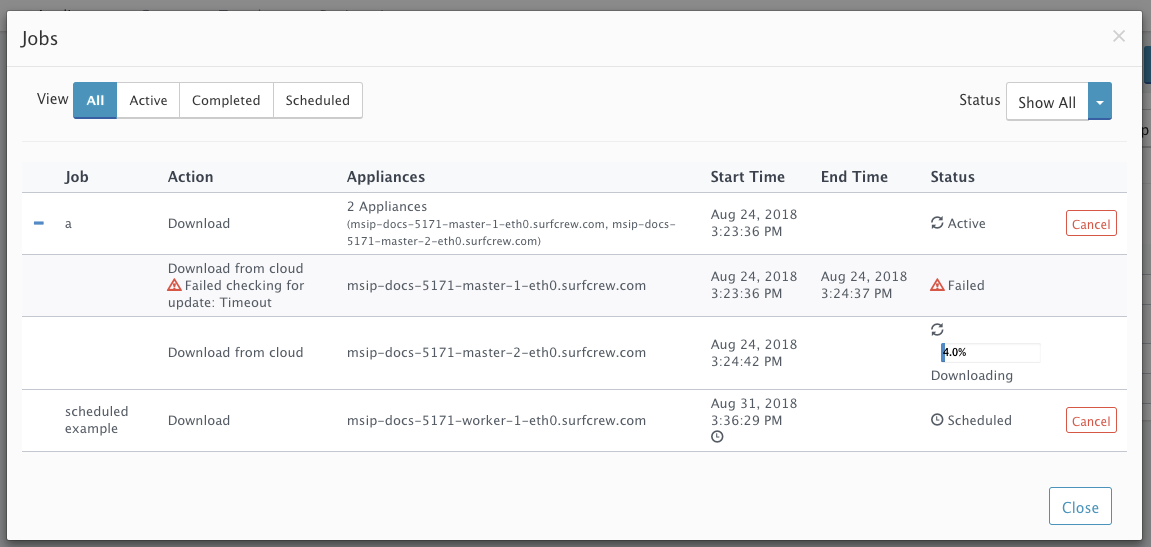 Jobs
×
View All Active Completed Scheduled Status Show All
Job Action Appliances Start Time End Time Status
a Download 2 Appliances
(msip-docs-5171-master-1-eth0.surfcrew.com, msip-docs-
5171-master-2-eth0.surfcrew.com) Aug 24, 2018
3:23:36 PM Active Cancel
Download from cloud
Failed checking for
update: Timeout msip-docs-5171-master-1-eth0.surfcrew.com Aug 24, 2018
3:23:36 PM Aug 24, 2018
3:24:37 PM Failed
Download from cloud msip-docs-5171-master-2-eth0.surfcrew.com Aug 24, 2018
3:24:42 PM 4.0%
Downloading
scheduled
example Download msip-docs-5171-worker-1-eth0.surfcrew.com Aug 31, 2018
3:36:29 PM Scheduled Cancel
Close